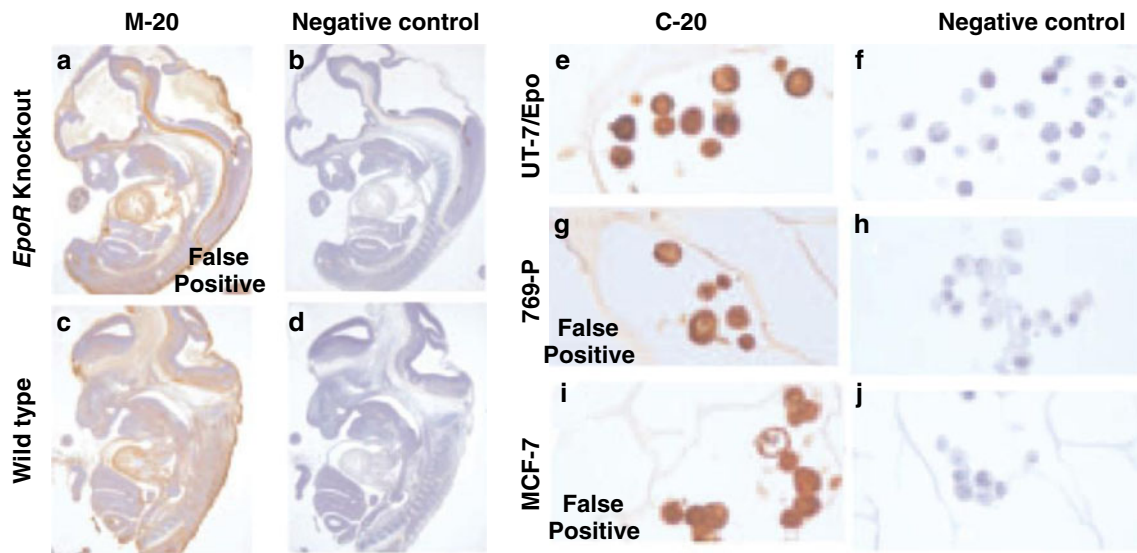 M-20
Negative control
C-20
Negative control
EpoR Knockout
a
False
Positive
b
Wild type
c
d
UT-7/Epo
e
f
769-P
g
False
Positive
h
MCF-7
i
False
Positive
j